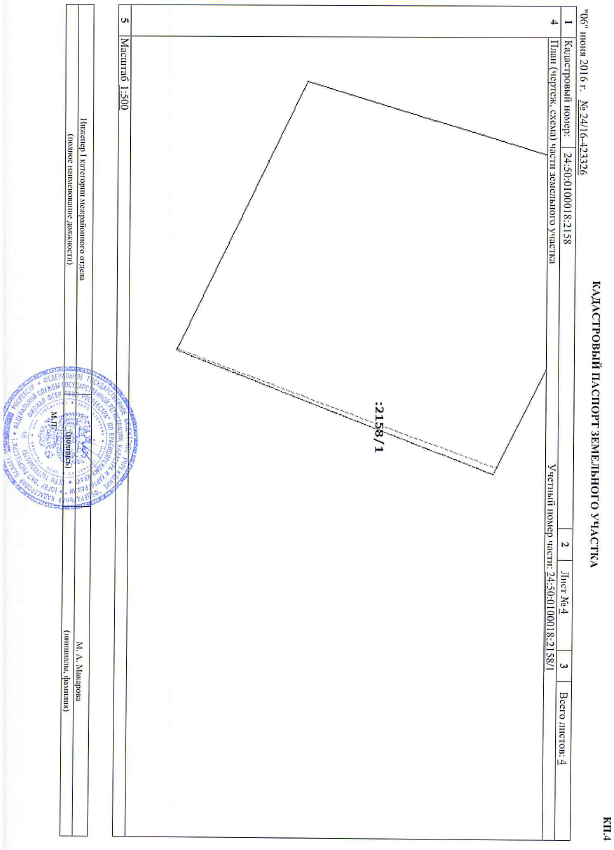 КП.4
КАДАСТРОВЫЙ ПАСПОРТ ЗЕМЕЛЬНОГО УЧАСТКА
"06" июня 2016 г. № 24/16-423326
1 Кадастровый номер: 24:50:0100018:2158 2 Лист № 4 3 Всего листов: 4
4 План (чертеж, схема) части земельного участка Учетный номер части: 24:50:0100018:2158/1
:2158/1
5 Масштаб 1:500
Инженер I категории межрайонного отдела М. А. Макарова
(полное наименование должности) (подпись) (инициалы, фамилия)
М.П.